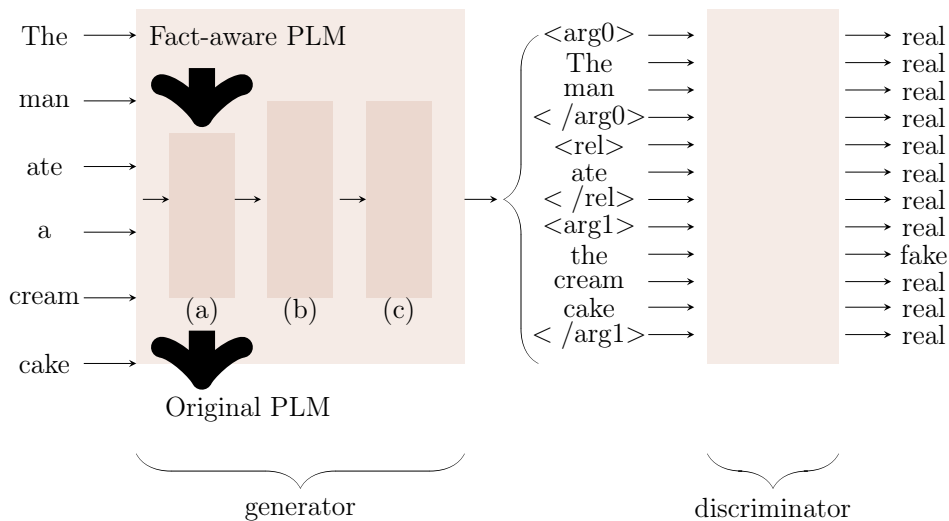 The
man
ate
a
cream
cake
Fact-aware PLM
(a)
(b)
(c)
Original PLM
generator
<arg0>
The
man
< /arg0>
<rel>
ate
< /rel>
<arg1>
the
cream
cake
< /arg1>
discriminator
real
real
real
real
real
real
real
real
fake
real
real
real